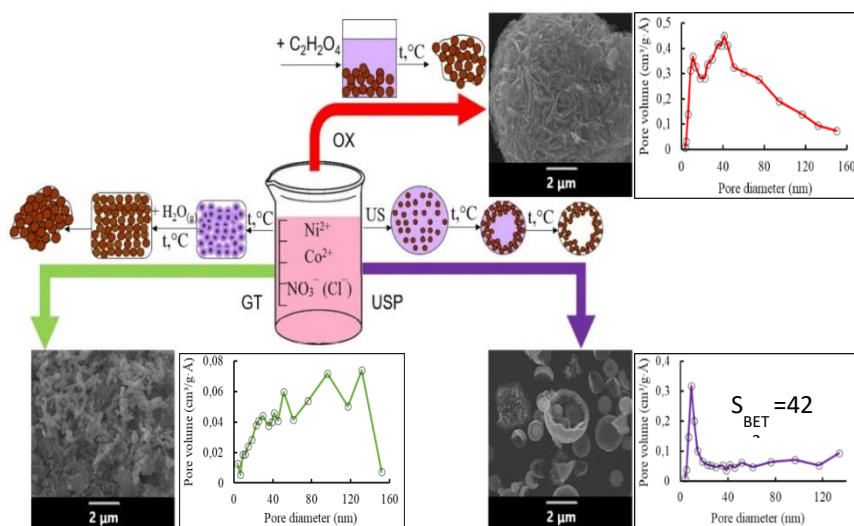 + C₂H₂O₄
t,°C
OX
2 µm
Pore volume (cm³/g·Å)
0,5
0,4
0,3
0,2
0,1
0
0
40
80
120
160
Pore diameter (nm)
+ H₂O(g)
t,°C
t,°C
Ni²⁺
Co²⁺
NO₃⁻ (Cl⁻)
US
t,°C
t,°C
GT
USP
2 µm
Pore volume (cm³/g·Å)
0,08
0,06
0,04
0,02
0
0
40
80
120
160
Pore diameter (nm)
2 µm
Pore volume (cm³/g·Å)
0,4
0,3
0,2
0,1
0
0
40
80
120
Pore diameter (nm)
S_BET =42